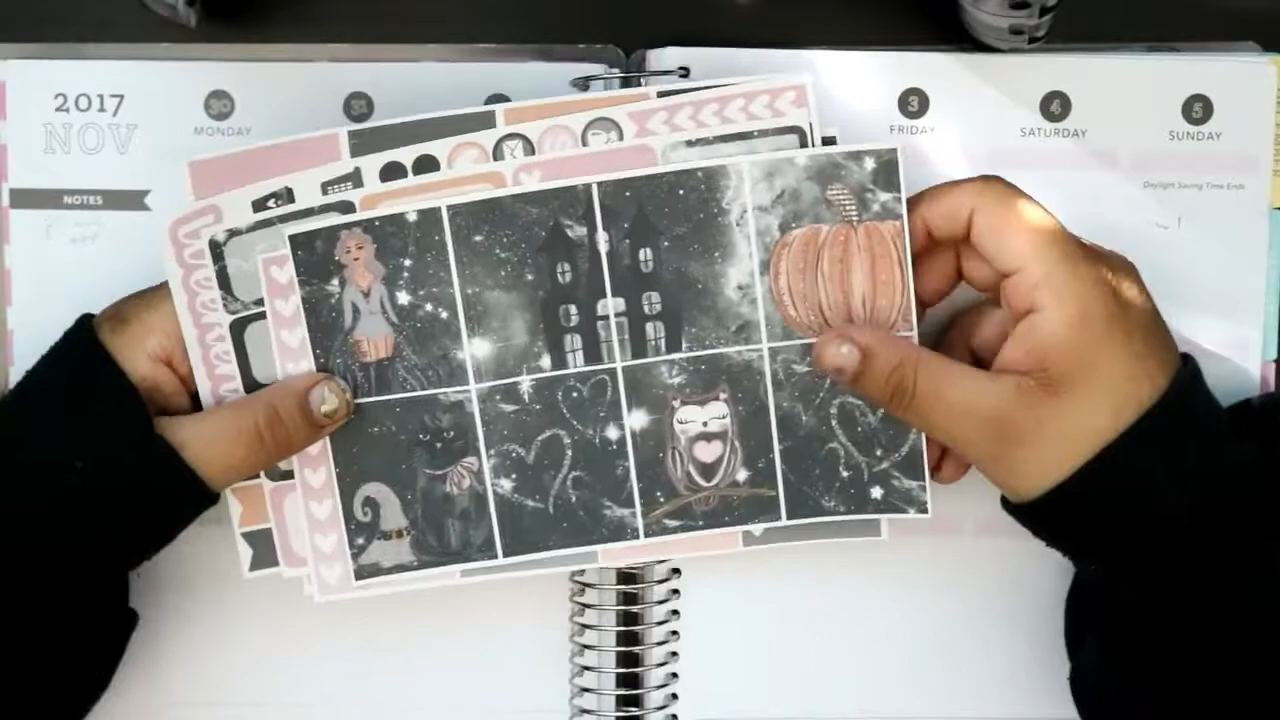 2017
NOV
NOTES
30
MONDAY
31
3
FRIDAY
4
SATURDAY
5
SUNDAY
Daylight Saving Time Ends